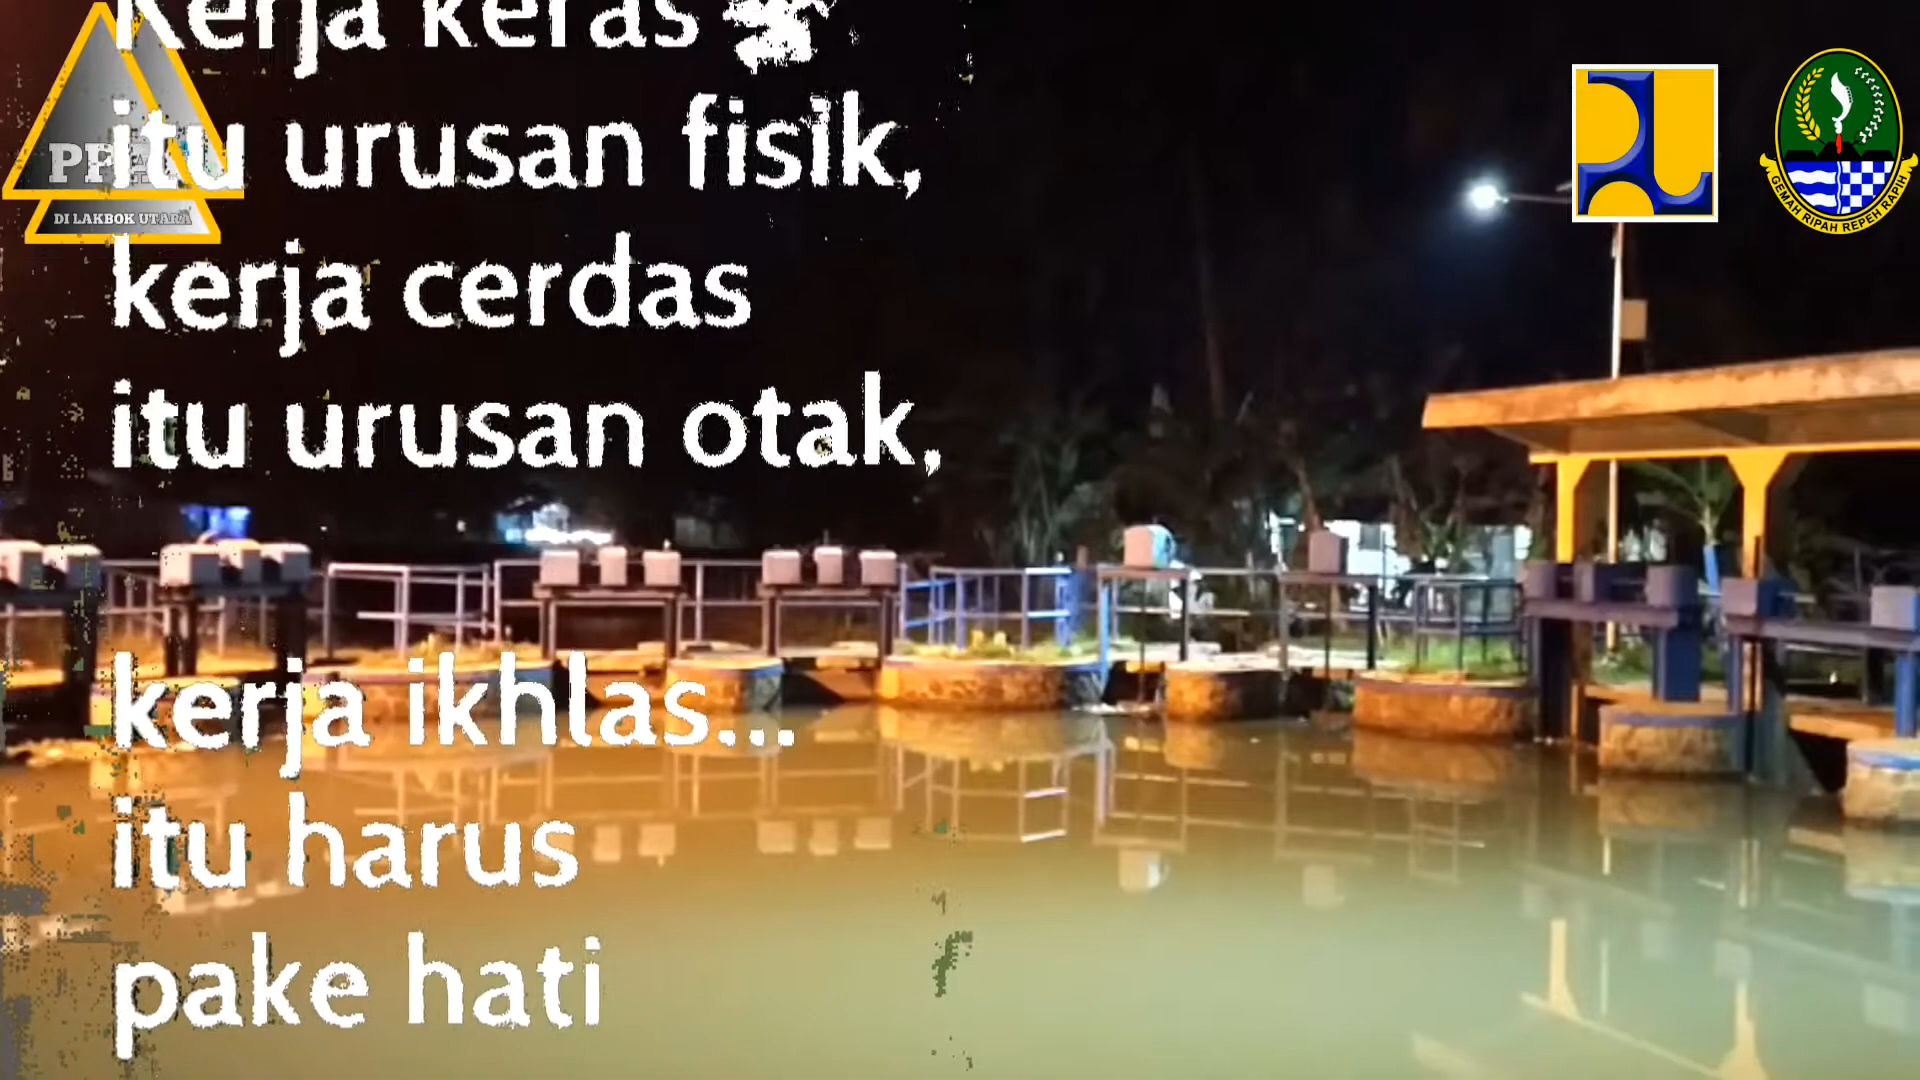 Kerja keras
itu urusan fisik,
kerja cerdas
itu urusan otak,
kerja ikhlas...
itu harus
pake hati
DI LAKBOK UTARA
GEMAH RIPAH REPEH RAPIH